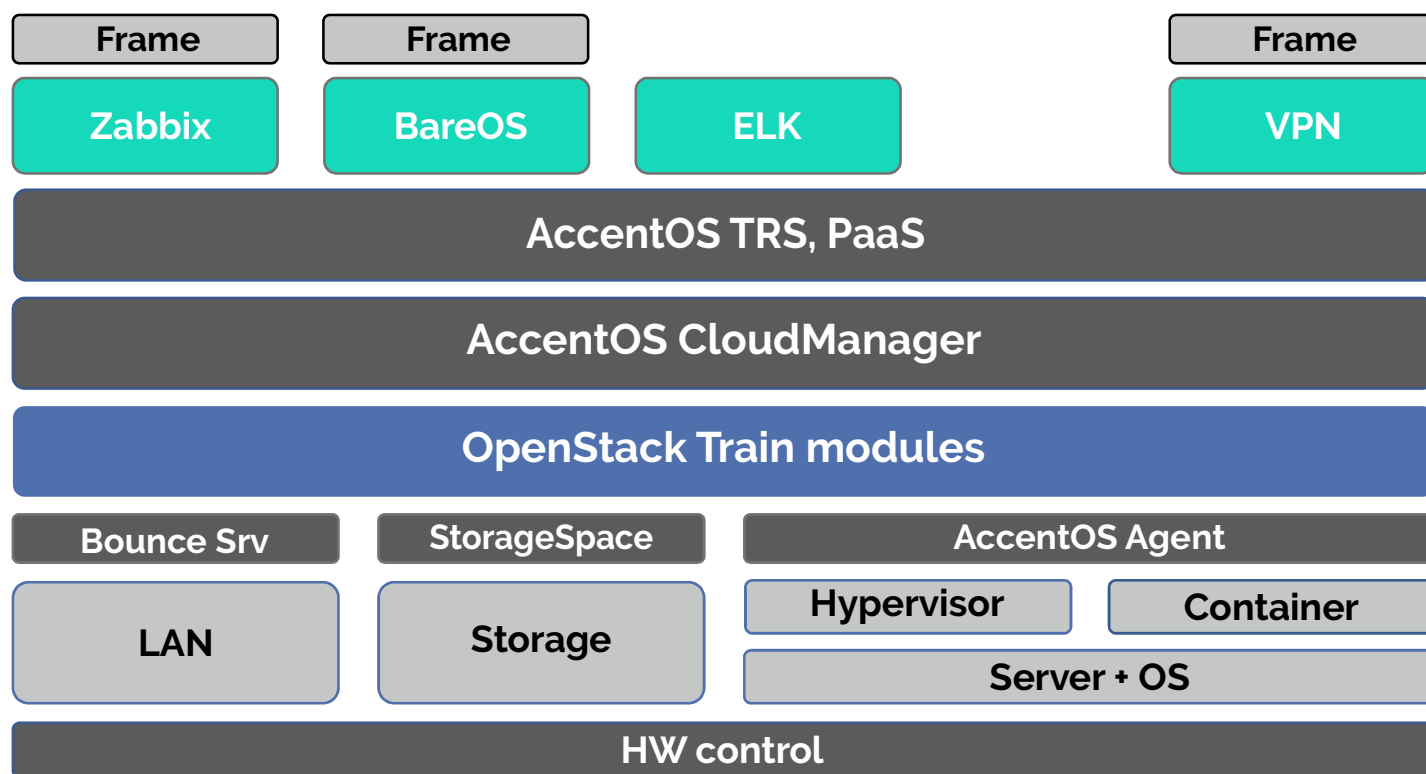 Frame
Frame
Frame
Zabbix
BareOS
ELK
VPN
AccentOS TRS, PaaS
AccentOS CloudManager
OpenStack Train modules
Bounce Srv
StorageSpace
AccentOS Agent
LAN
Storage
Hypervisor
Container
Server + OS
HW control